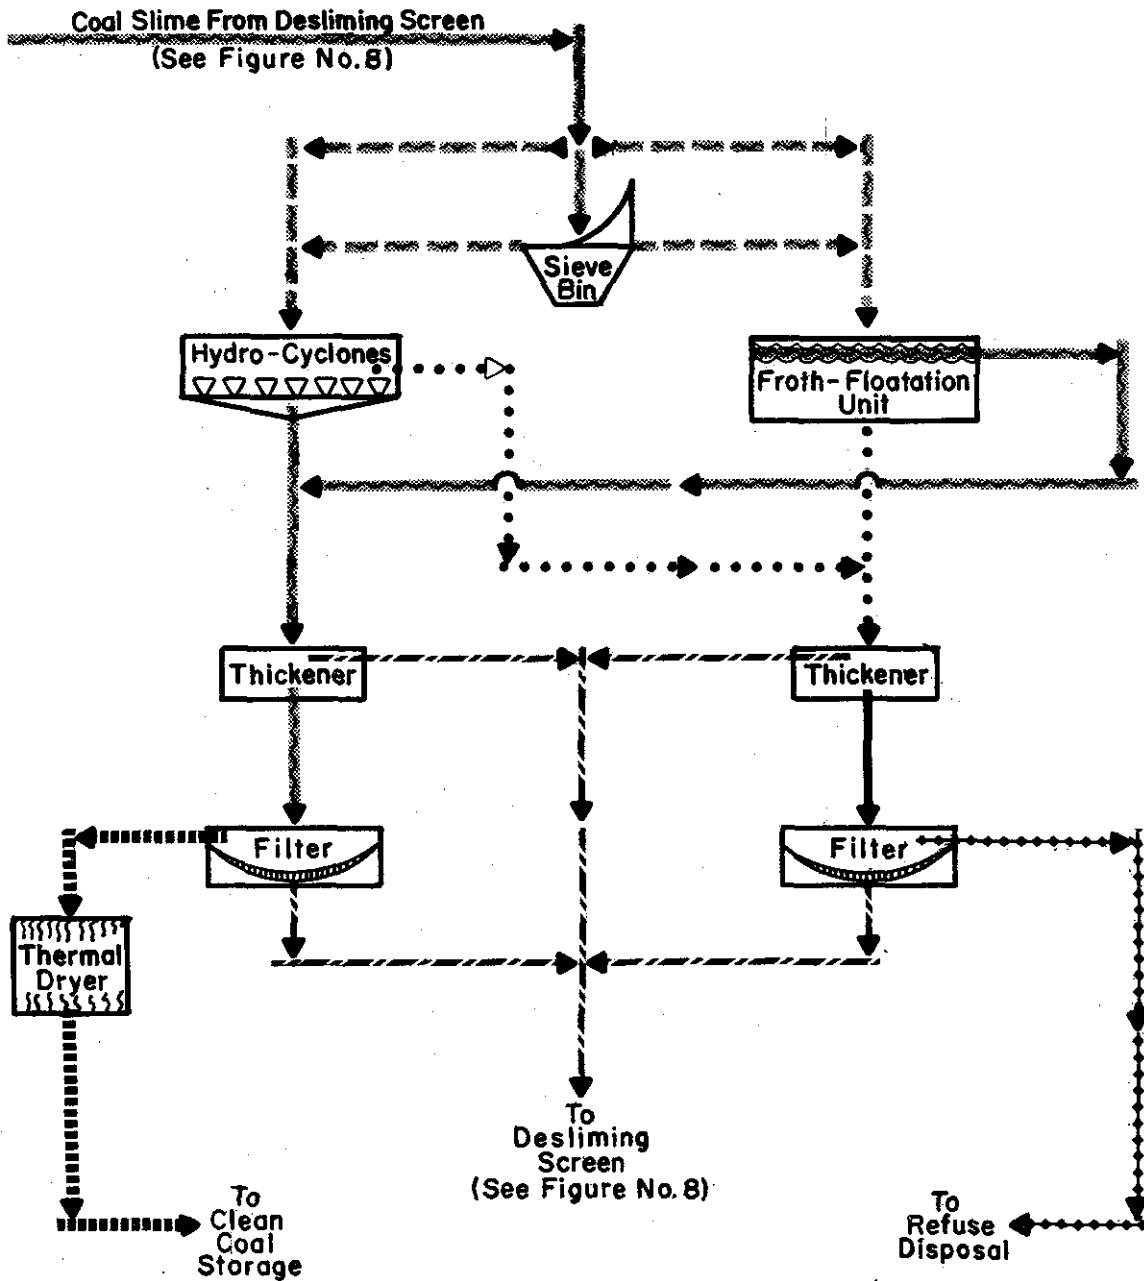 Coal Slime From Desliming Screen
(See Figure No. 8)
Sieve
Bin
Hydro-Cyclones
Froth-Floatation
Unit
Thickener
Thickener
Filter
Filter
Thermal
Dryer
To
Desliming
Screen
(See Figure No. 8)
To
Clean
Coal
Storage
To
Refuse
Disposal